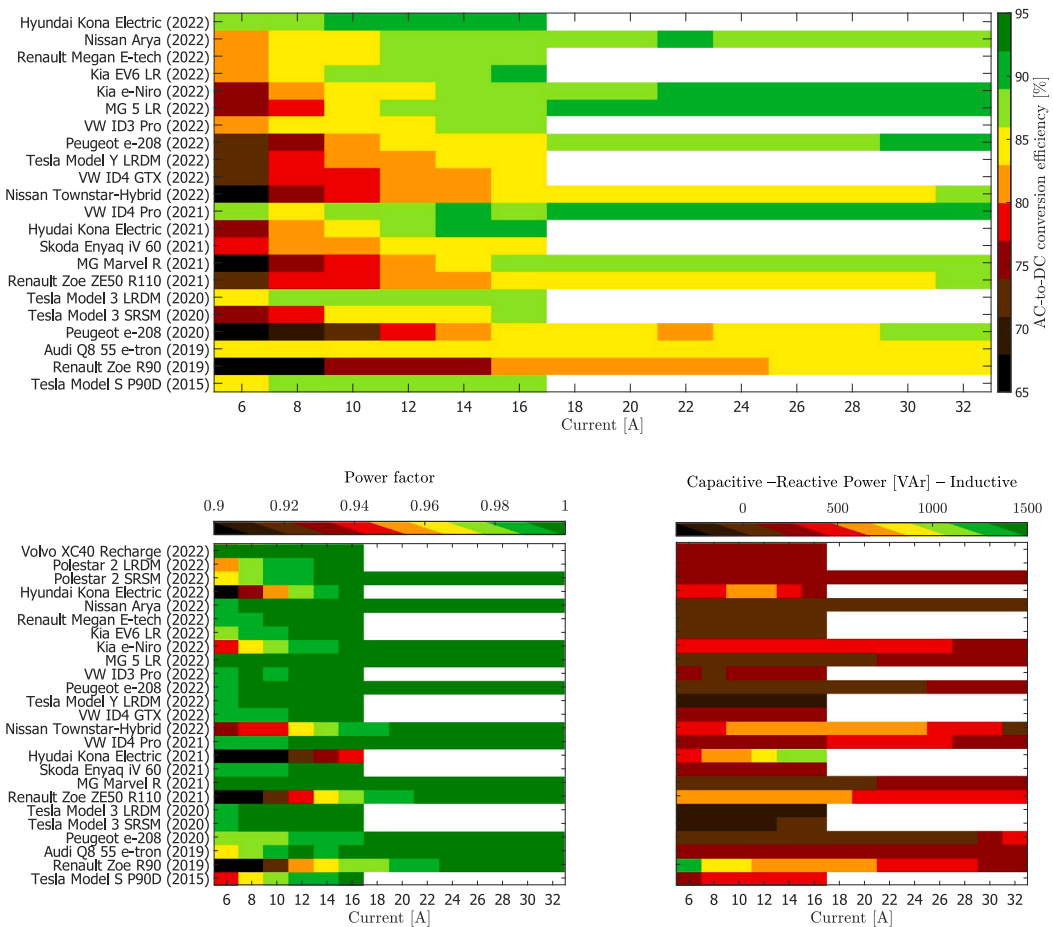 Hyundai Kona Electric (2022)
Nissan Arya (2022)
Renault Megan E-tech (2022)
Kia EV6 LR (2022)
Kia e-Niro (2022)
MG 5 LR (2022)
VW ID3 Pro (2022)
Peugeot e-208 (2022)
Tesla Model Y LRDM (2022)
VW ID4 GTX (2022)
Nissan Townstar-Hybrid (2022)
VW ID4 Pro (2021)
Hyudai Kona Electric (2021)
Skoda Enyaq iV 60 (2021)
MG Marvel R (2021)
Renault Zoe ZE50 R110 (2021)
Tesla Model 3 LRDM (2020)
Tesla Model 3 SRSM (2020)
Peugeot e-208 (2020)
Audi Q8 55 e-tron (2019)
Renault Zoe R90 (2019)
Tesla Model S P90D (2015)
6 8 10 12 14 16 18 20 22 24 26 28 30 32
Current [A]
95
90
85
80
75
70
65
AC-to-DC conversion efficiency [%]
Power factor
0.9 0.92 0.94 0.96 0.98 1
Volvo XC40 Recharge (2022)
Polestar 2 LRDM (2022)
Polestar 2 SRSM (2022)
Hyundai Kona Electric (2022)
Nissan Arya (2022)
Renault Megan E-tech (2022)
Kia EV6 LR (2022)
Kia e-Niro (2022)
MG 5 LR (2022)
VW ID3 Pro (2022)
Peugeot e-208 (2022)
Tesla Model Y LRDM (2022)
VW ID4 GTX (2022)
Nissan Townstar-Hybrid (2022)
VW ID4 Pro (2021)
Hyudai Kona Electric (2021)
Skoda Enyaq iV 60 (2021)
MG Marvel R (2021)
Renault Zoe ZE50 R110 (2021)
Tesla Model 3 LRDM (2020)
Tesla Model 3 SRSM (2020)
Peugeot e-208 (2020)
Audi Q8 55 e-tron (2019)
Renault Zoe R90 (2019)
Tesla Model S P90D (2015)
6 8 10 12 14 16 18 20 22 24 26 28 30 32
Current [A]
Capacitive –Reactive Power [VAr] – Inductive
0 500 1000 1500
6 8 10 12 14 16 18 20 22 24 26 28 30 32
Current [A]